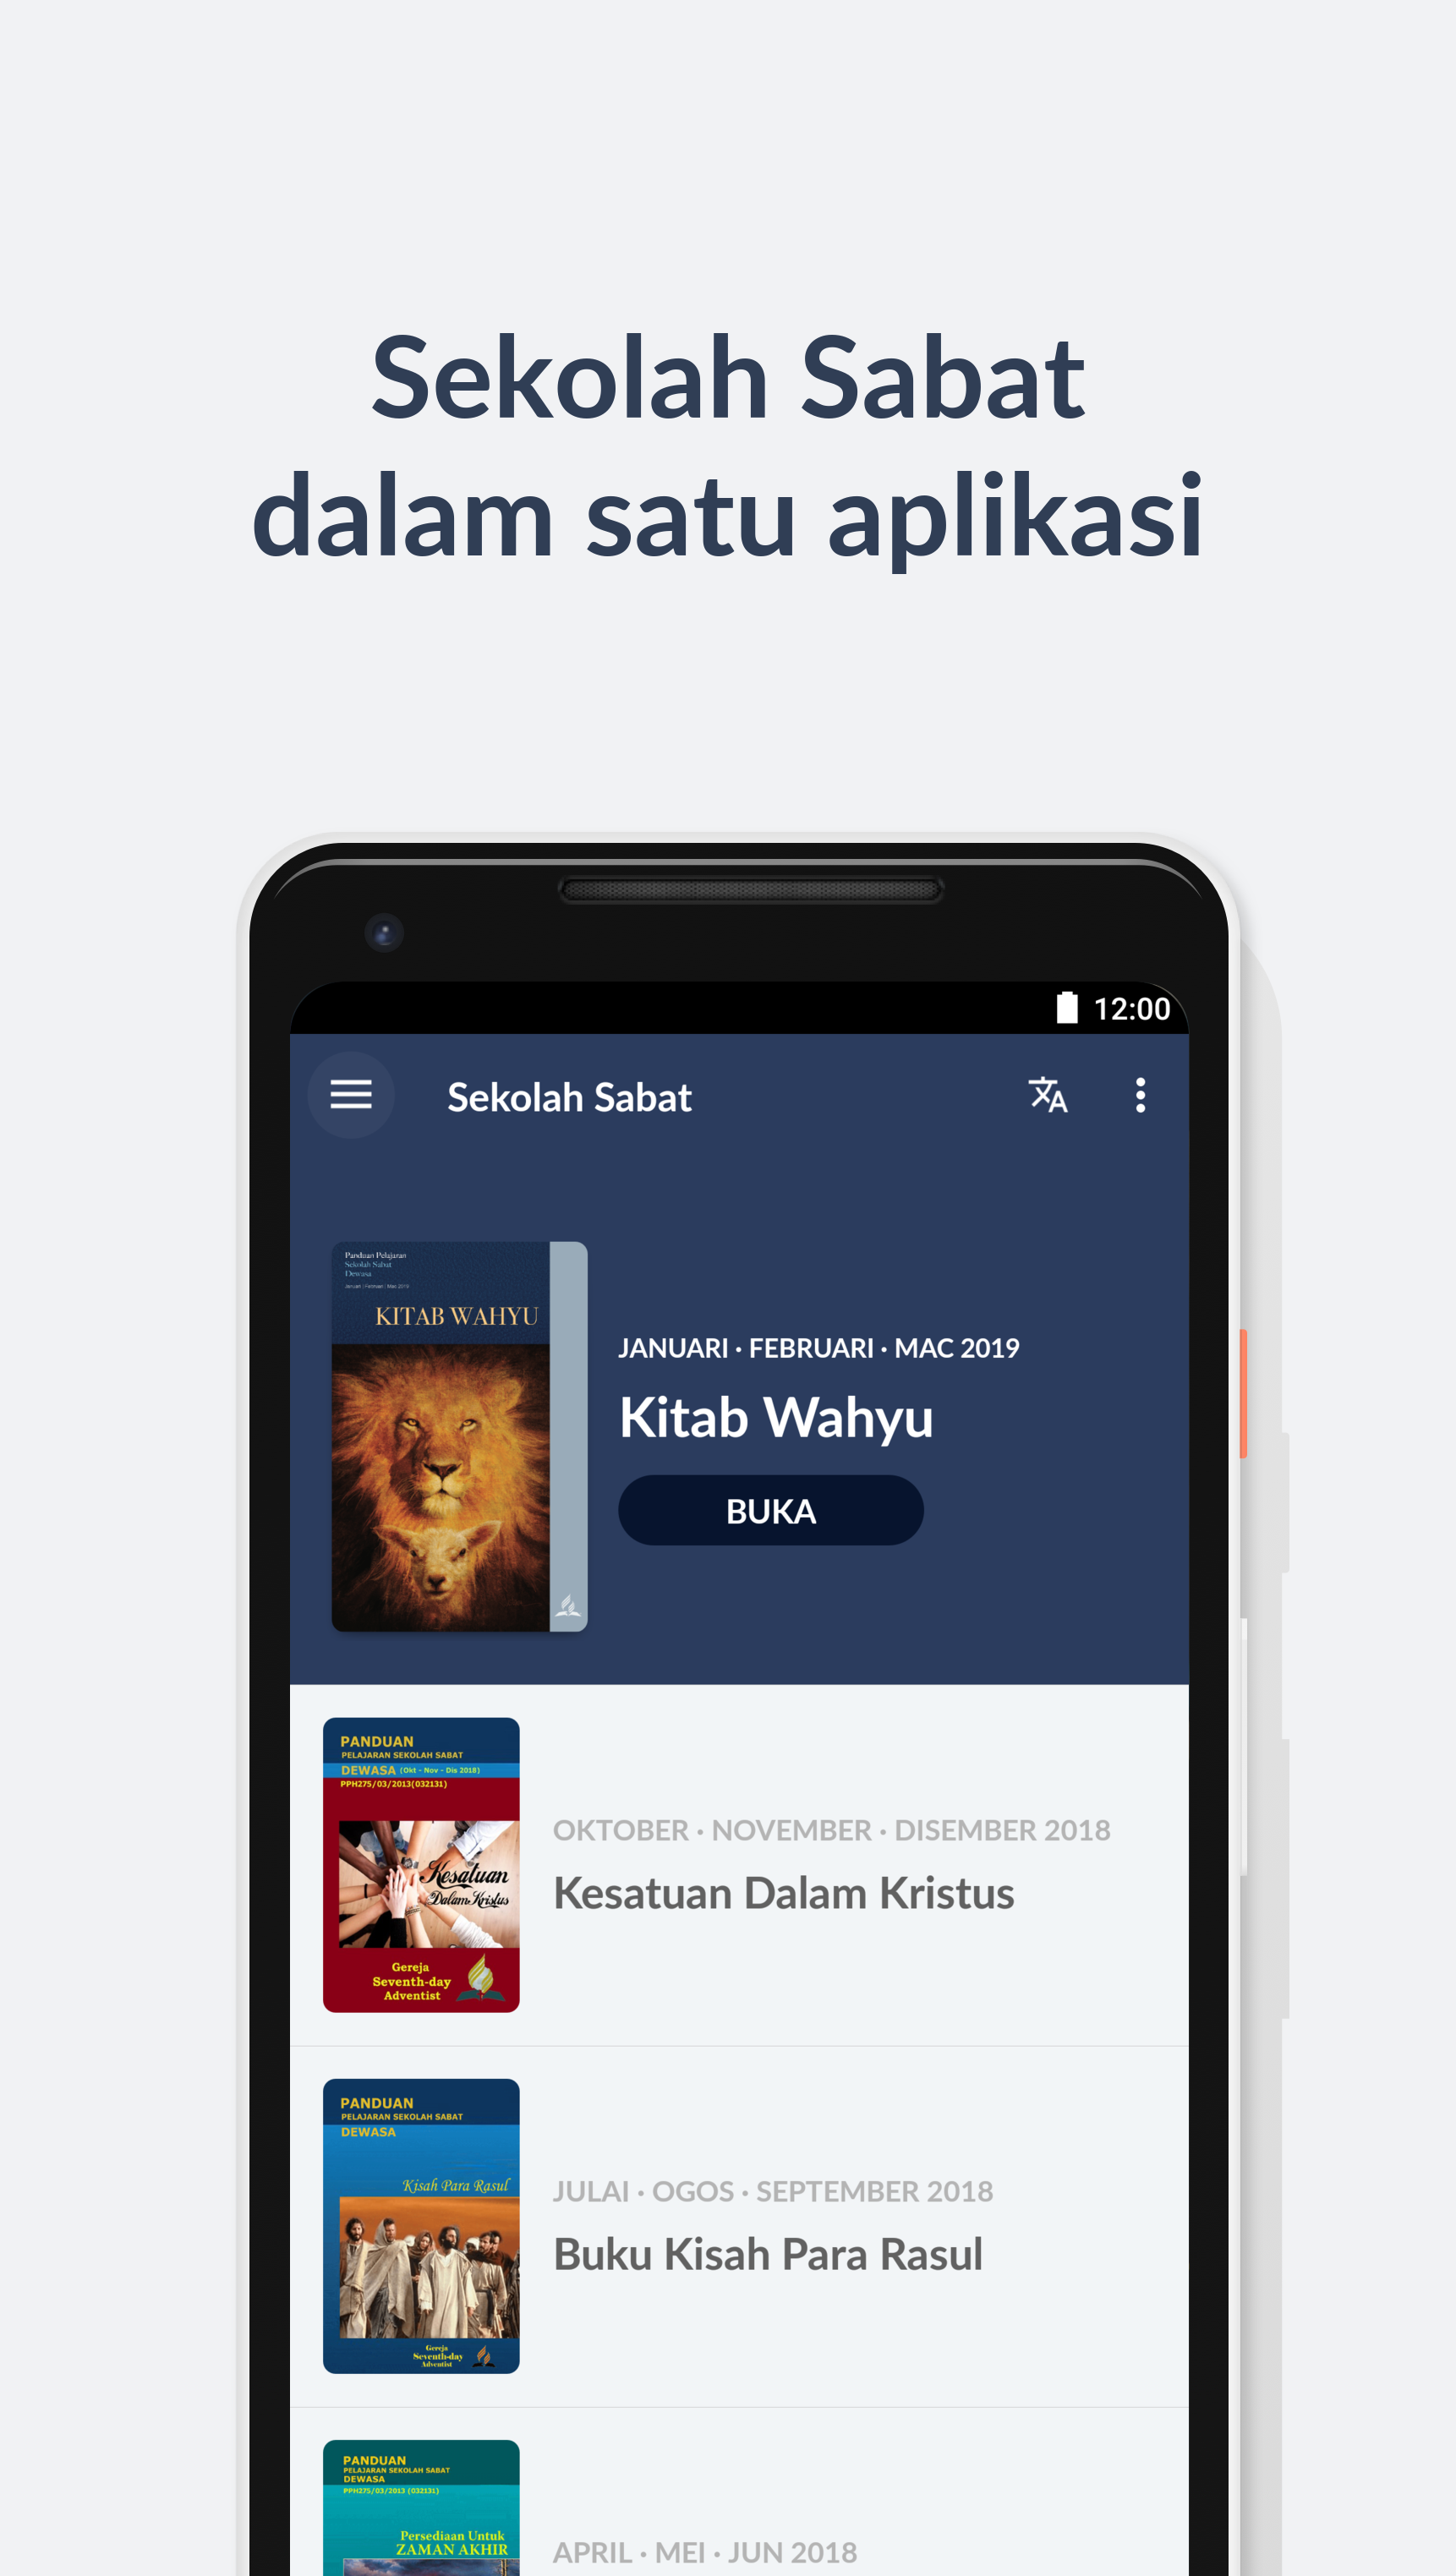 Sekolah Sabat
dalam satu aplikasi
12:00
Sekolah Sabat
Panduan Pelajaran
Sekolah Sabat
Dewasa
Januari | Februari | Mac 2019
KITAB WAHYU
JANUARI · FEBRUARI · MAC 2019
Kitab Wahyu
BUKA
PANDUAN
PELAJARAN SEKOLAH SABAT
DEWASA (Okt - Nov - Dis 2018)
PPH275/03/2013(032131)
Kesatuan
Dalam Kristus
Gereja
Seventh-day
Adventist
OKTOBER · NOVEMBER · DISEMBER 2018
Kesatuan Dalam Kristus
PANDUAN
PELAJARAN SEKOLAH SABAT
DEWASA
Kisah Para Rasul
Gereja
Seventh-day
Adventist
JULAI · OGOS · SEPTEMBER 2018
Buku Kisah Para Rasul
PANDUAN
PELAJARAN SEKOLAH SABAT
DEWASA
PPH275/03/2013 (032131)
Persediaan Untuk
ZAMAN AKHIR
APRIL · MEI · JUN 2018